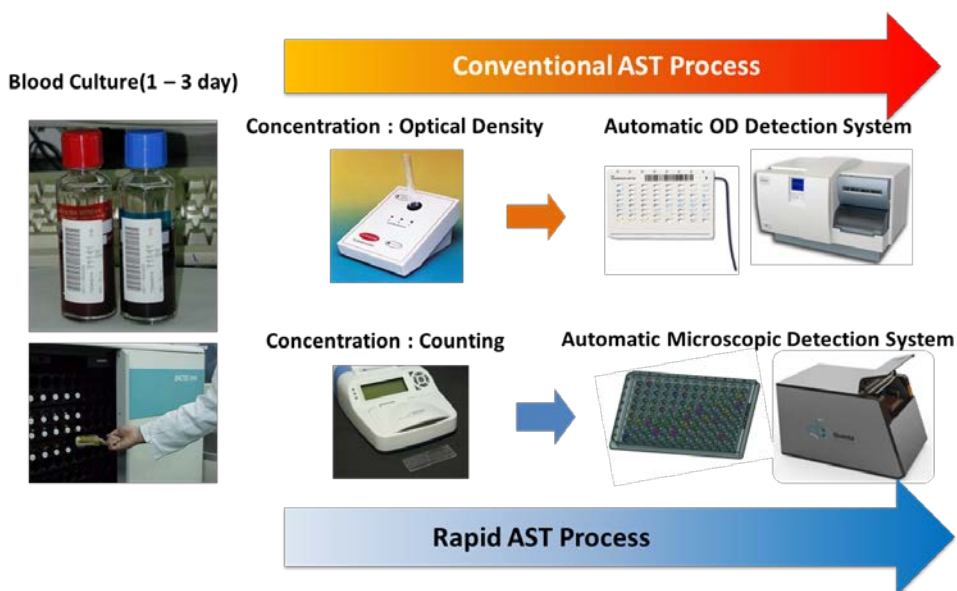 Conventional AST Process
Blood Culture(1 – 3 day)
Concentration : Optical Density
Automatic OD Detection System
Concentration : Counting
Automatic Microscopic Detection System
Rapid AST Process